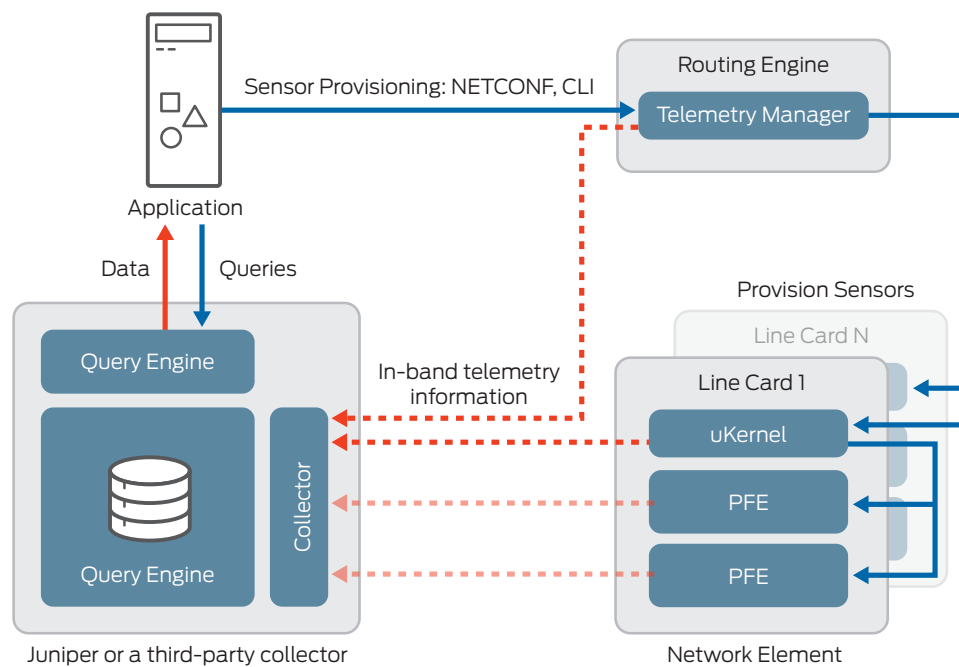 Routing Engine
Sensor Provisioning: NETCONF, CLI
Telemetry Manager
Application
Data
Queries
Provision Sensors
Line Card N
Query Engine
In-band telemetry
information
Line Card 1
uKernel
Collector
PFE
Query Engine
PFE
Juniper or a third-party collector
Network Element